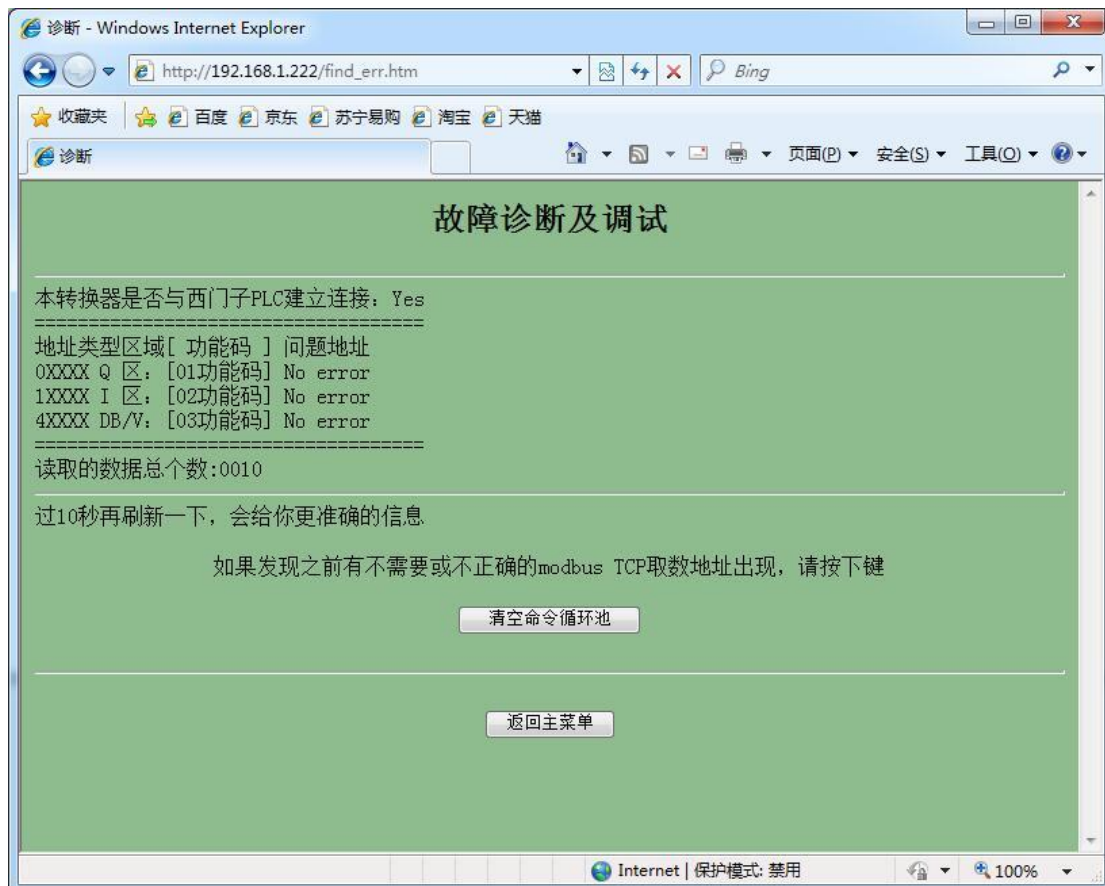 诊断 - Windows Internet Explorer
http://192.168.1.222/find_err.htm
Bing
收藏夹 百度 京东 苏宁易购 淘宝 天猫
诊断 页面(P) 安全(S) 工具(O)
故障诊断及调试
本转换器是否与西门子PLC建立连接: Yes
====================================
地址类型区域[ 功能码 ] 问题地址
0XXXX Q 区: [01功能码] No error
1XXXX I 区: [02功能码] No error
4XXXX DB/V: [03功能码] No error
====================================
读取的数据总个数:0010
过10秒再刷新一下，会给你更准确的信息
如果发现之前有不需要或不正确的modbus TCP取数地址出现，请按下键
清空命令循环池
返回主菜单
Internet | 保护模式: 禁用 100%